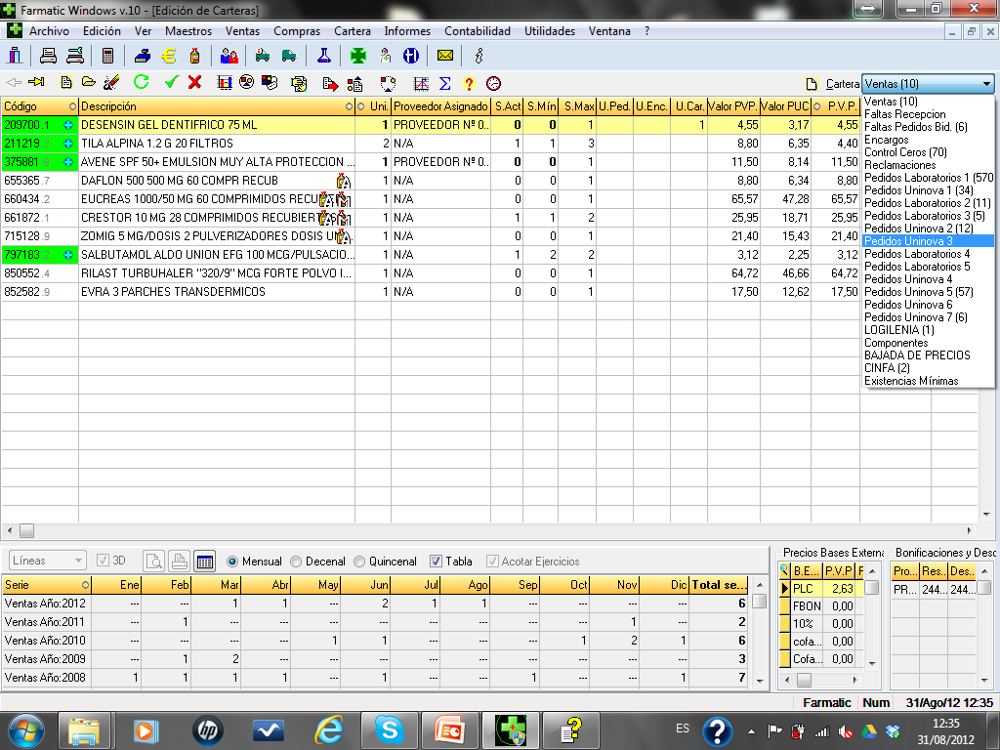 Farmatic Windows v.10 - [Edición de Carteras]
Archivo Edición Ver Maestros Ventas Compras Cartera Informes Contabilidad Utilidades Ventana ?
Cartera Ventas (10)
Código Descripción Uni. Proveedor Asignado S.Act S.Mín S.Max U.Ped. U.Enc. U.Car. Valor PVP. Valor PUC P.V.P.
209700.1 DESENSIN GEL DENTIFRICO 75 ML 1 PROVEEDOR Nº 0.. 0 0 1 1 4,55 3,17 4,55
211219.3 TILA ALPINA 1.2 G 20 FILTROS 2 N/A 1 1 3 8,80 6,35 4,40
375881 AVENE SPF 50+ EMULSION MUY ALTA PROTECCION ... 1 PROVEEDOR Nº 0.. 0 0 1 11,50 8,14 11,50
655365.7 DAFLON 500 500 MG 60 COMPR RECUB 1 N/A 0 0 1 8,80 6,34 8,80
660434.2 EUCREAS 1000/50 MG 60 COMPRIMIDOS RECU 1 N/A 0 0 1 65,57 47,28 65,57
661872.1 CRESTOR 10 MG 28 COMPRIMIDOS RECUBIERT 1 N/A 1 1 2 25,95 18,71 25,95
715128.9 ZOMIG 5 MG/DOSIS 2 PULVERIZADORES DOSIS U 1 N/A 0 0 1 21,40 15,43 21,40
797183.2 SALBUTAMOL ALDO UNION EFG 100 MCG/PULSACIO... 1 N/A 1 2 2 3,12 2,25 3,12
850552.4 RILAST TURBUHALER "320/9" MCG FORTE POLVO I... 1 N/A 0 0 1 64,72 46,66 64,72
852582.9 EVRA 3 PARCHES TRANSDERMICOS 1 N/A 0 0 1 17,50 12,62 17,50
Ventas (10)
Faltas Recepcion
Faltas Pedidos Bid. (6)
Encargos
Control Ceros (70)
Reclamaciones
Pedidos Laboratorios 1 (570
Pedidos Uninova 1 (34)
Pedidos Laboratorios 2 (11)
Pedidos Laboratorios 3 (5)
Pedidos Uninova 2 (12)
Pedidos Uninova 3
Pedidos Laboratorios 4
Pedidos Laboratorios 5
Pedidos Uninova 4
Pedidos Uninova 5 (57)
Pedidos Uninova 6
Pedidos Uninova 7 (6)
LOGILENIA (1)
Componentes
BAJADA DE PRECIOS
CINFA (2)
Existencias Mínimas
Líneas 3D Mensual Decenal Quincenal Tabla Acotar Ejercicios
Serie Ene Feb Mar Abr May Jun Jul Ago Sep Oct Nov Dic Total se...
Ventas Año:2012 --- --- 1 1 --- 2 1 1 --- --- --- --- 6
Ventas Año:2011 --- 1 --- --- --- --- --- --- --- --- 1 --- 2
Ventas Año:2010 --- --- --- --- 1 1 --- --- --- 1 2 1 6
Ventas Año:2009 --- 1 2 --- --- --- --- --- --- --- --- --- 3
Ventas Año:2008 1 1 1 1 --- 1 --- --- 1 --- --- 1 7
Precios Bases Externa
B.E... P.V.P F
PLC 2,63
FBON 0,00
10% 0,00
cofa... 0,00
Cofa... 0,00
Bonificaciones y Desc
Pro... Res... Des..
PR... 244... 244...
Farmatic Num 31/Ago/12 12:35
ES
12:35
31/08/2012